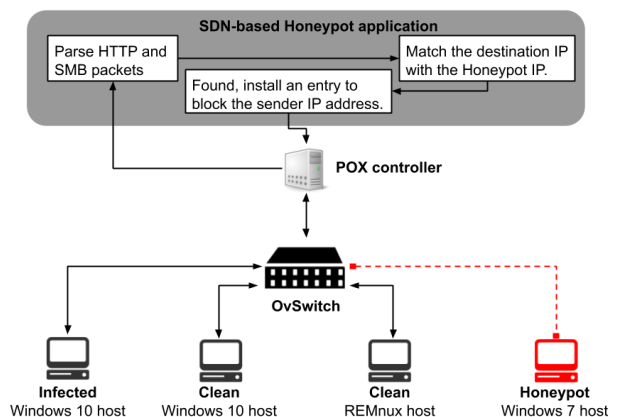 SDN-based Honeypot application
Parse HTTP and
SMB packets
Match the destination IP
with the Honeypot IP.
Found, install an entry to
block the sender IP address.
POX controller
OvSwitch
Infected
Windows 10 host
Clean
Windows 10 host
Clean
REMnux host
Honeypot
Windows 7 host